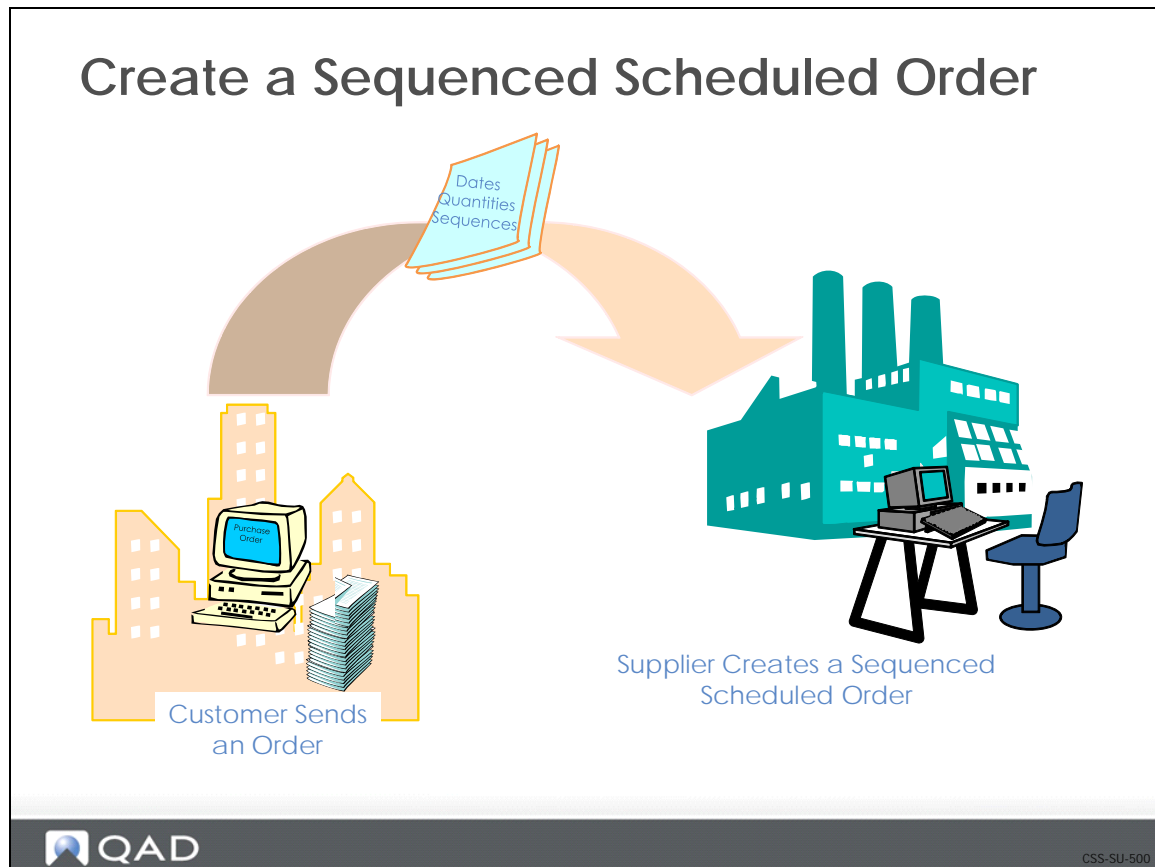 Create a Sequenced Scheduled Order
Dates
Quantities
Sequences
Purchase
Order
Customer Sends
an Order
Supplier Creates a Sequenced
Scheduled Order
QAD
CSS-SU-500